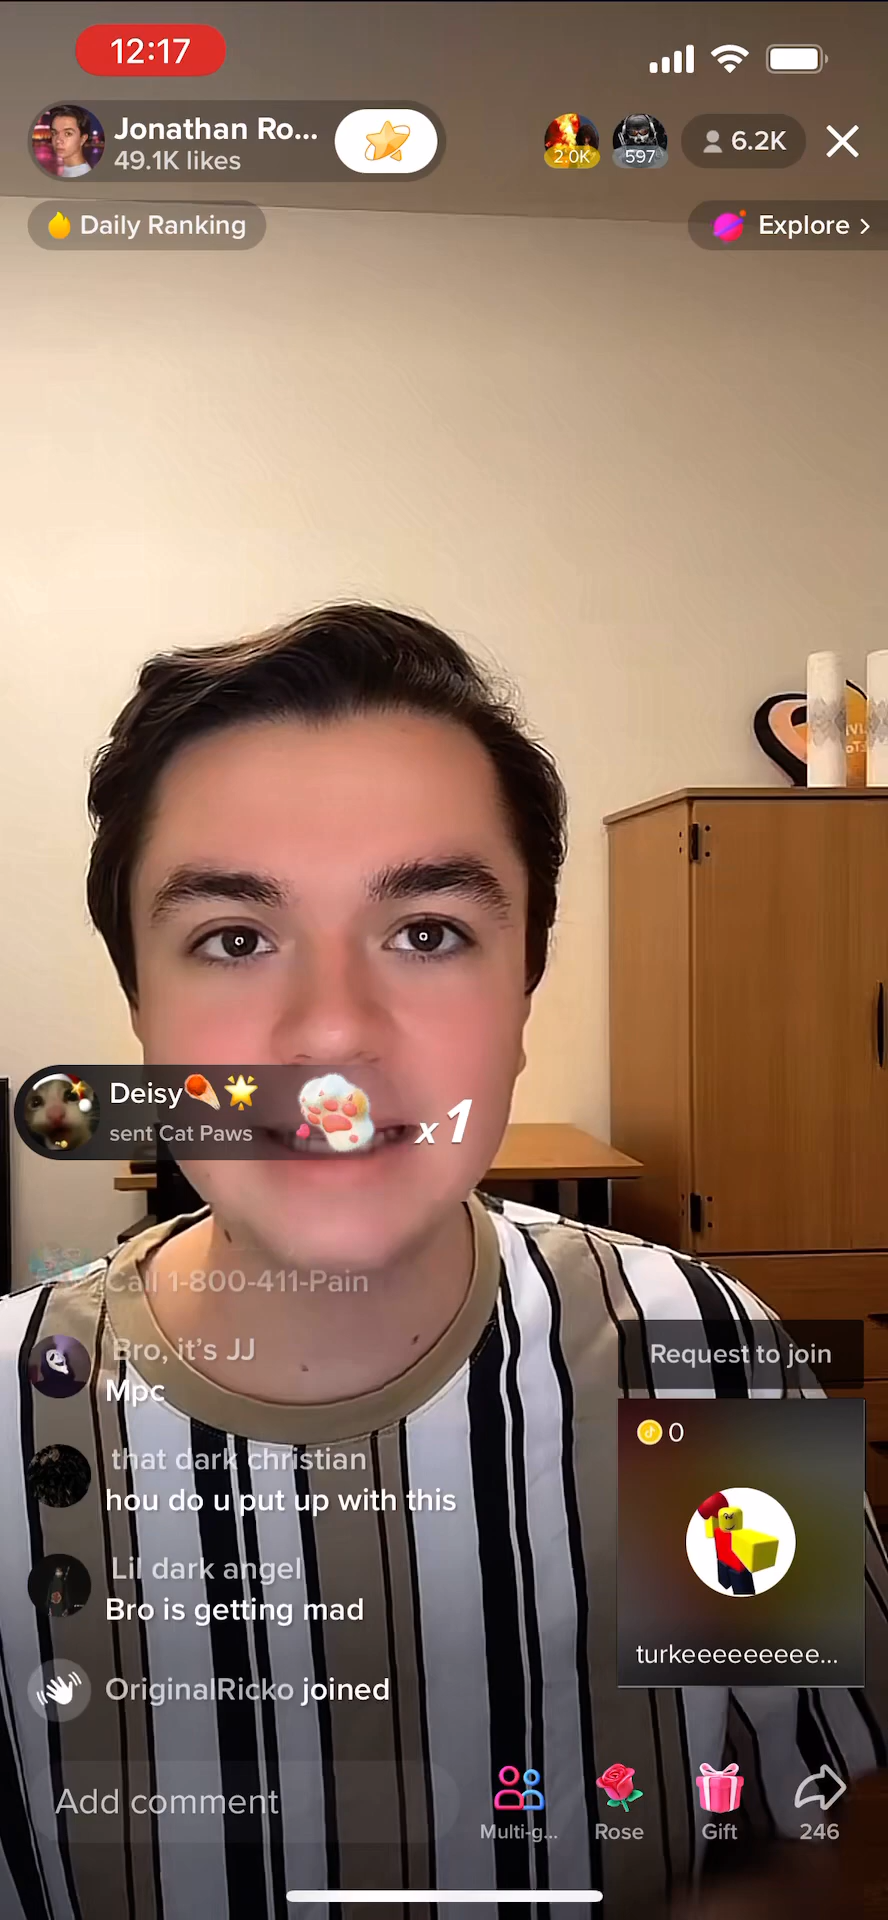 12:17
Jonathan Ro...
49.1K likes
2.0K
597
6.2K
Daily Ranking
Explore >
Deisy
sent Cat Paws
x1
Call 1-800-411-Pain
Bro, it's JJ
Mpc
Request to join
0
that dark christian
hou do u put up with this
Lil dark angel
Bro is getting mad
turkeeeeeeeeee...
OriginalRicko joined
Add comment
Multi-g...
Rose
Gift
246